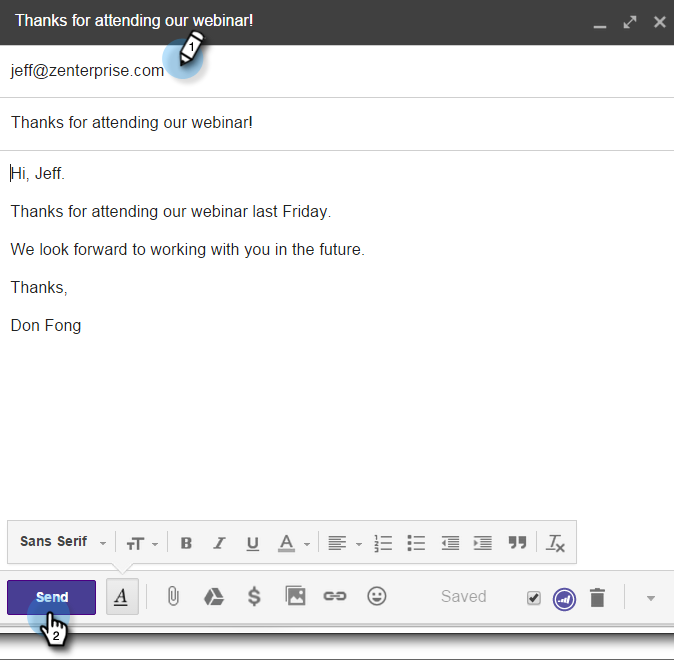 Thanks for attending our webinar!
1
jeff@zenterprise.com
Thanks for attending our webinar!
Hi, Jeff.
Thanks for attending our webinar last Friday.
We look forward to working with you in the future.
Thanks,
Don Fong
Sans Serif TT B I U A Tx
Send A $ Saved
2